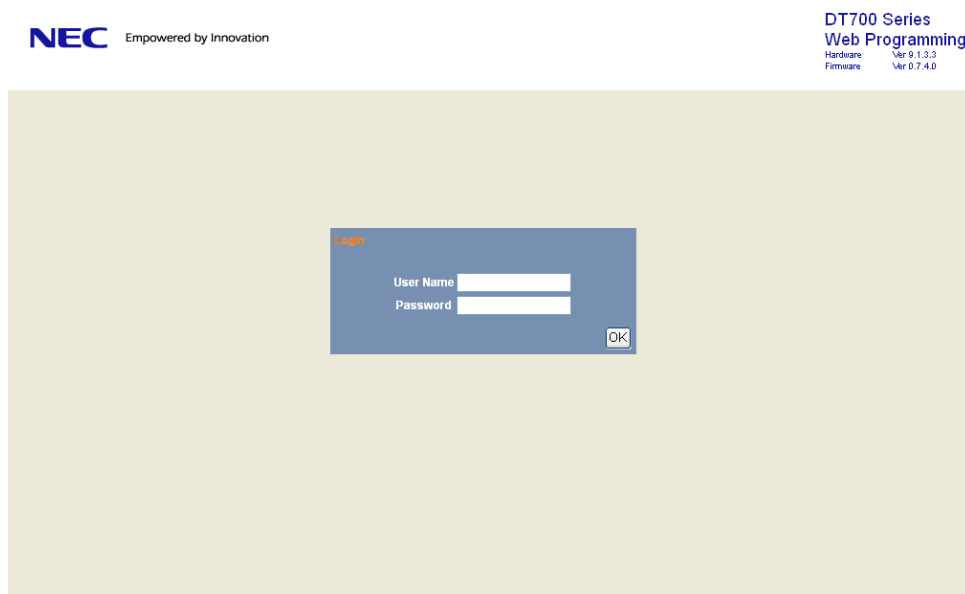 NEC Empowered by Innovation
DT700 Series
Web Programming
Hardware Ver 9.1.3.3
Firmware Ver 0.7.4.0
Login
User Name
Password
OK